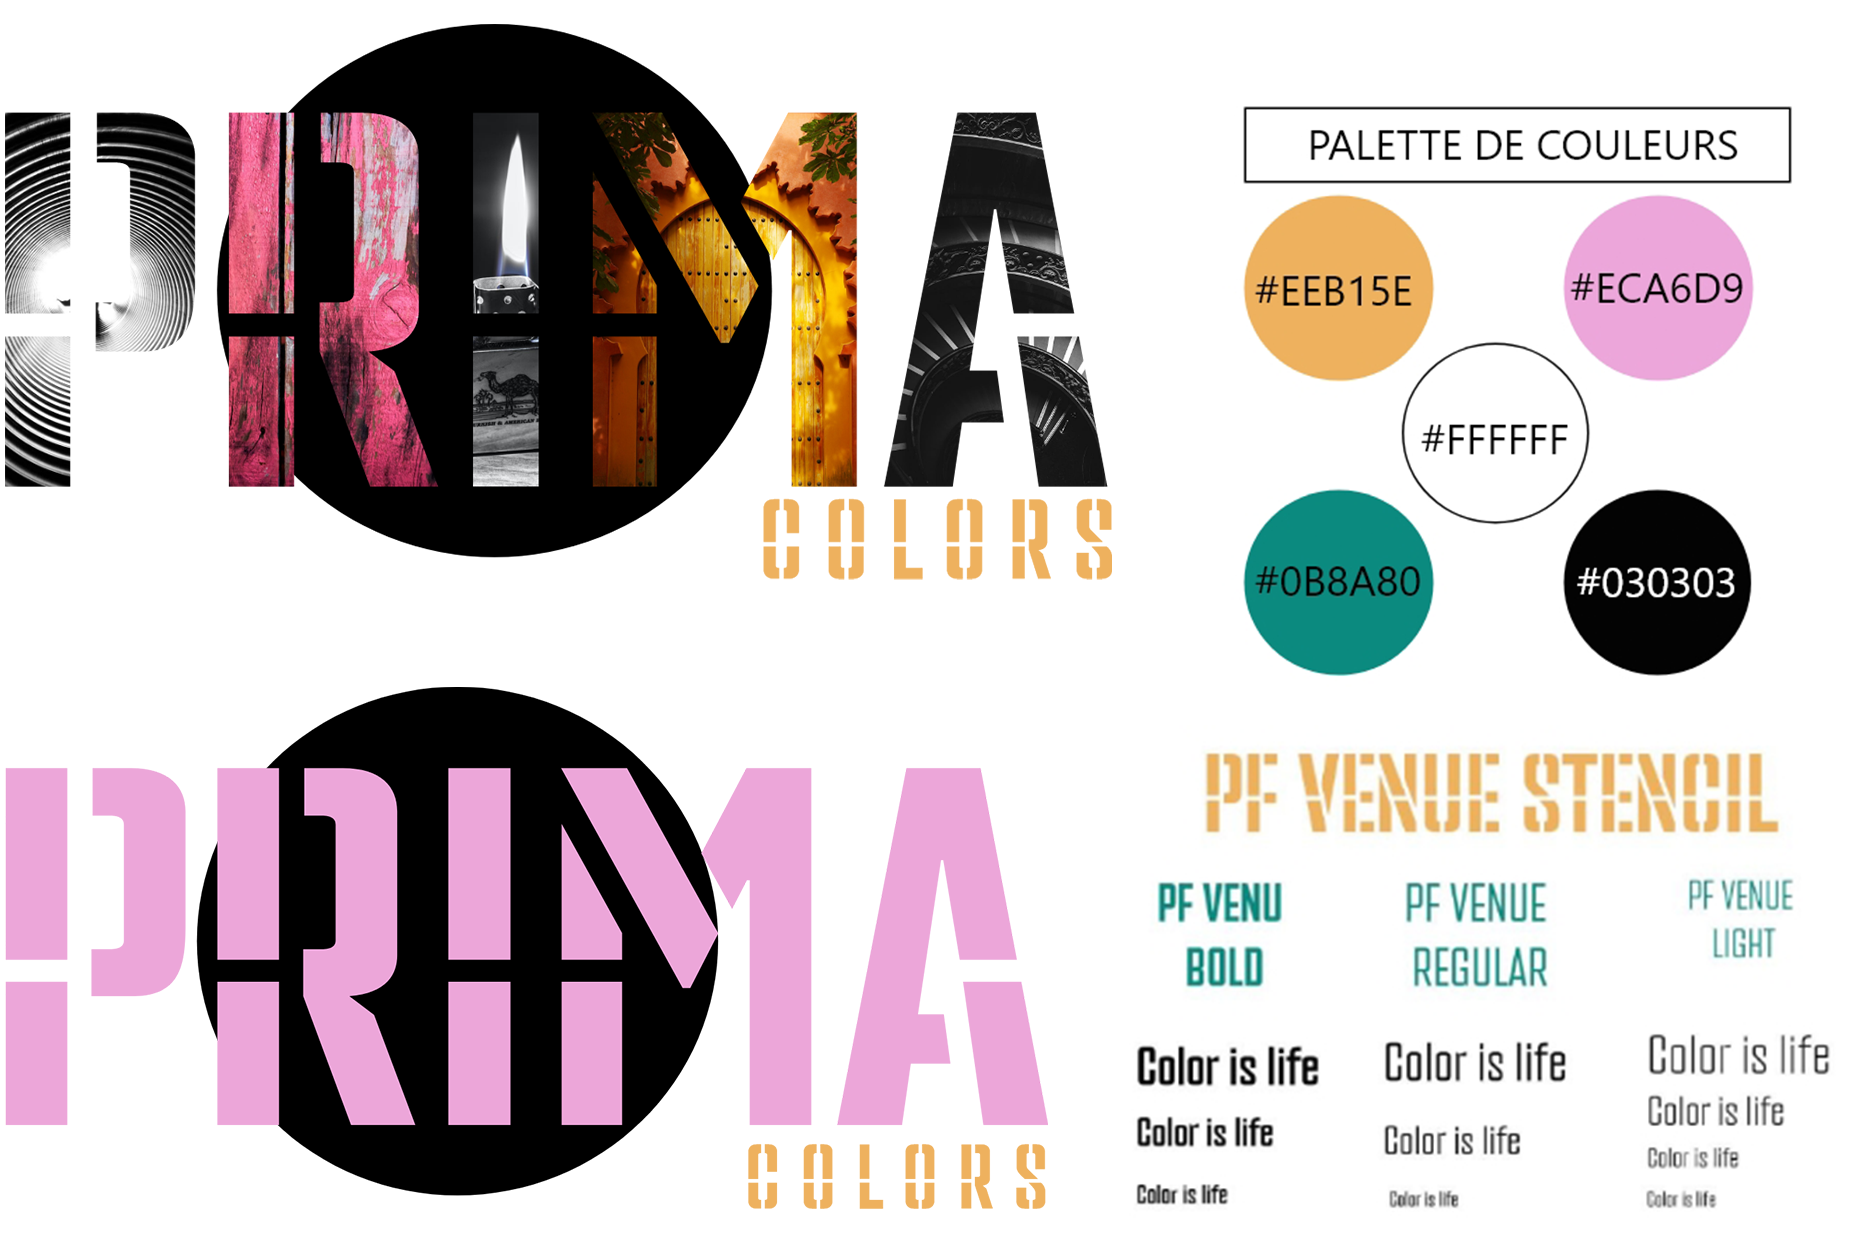 PRIMA
COLORS
PALETTE DE COULEURS
#EEB15E
#ECA6D9
#FFFFFF
#0B8A80
#030303
PRIMA
COLORS
PF VENUE STENCIL
PF VENU
BOLD
Color is life
Color is life
Color is life
PF VENUE
REGULAR
Color is life
Color is life
Color is life
PF VENUE
LIGHT
Color is life
Color is life
Color is life
Color is life